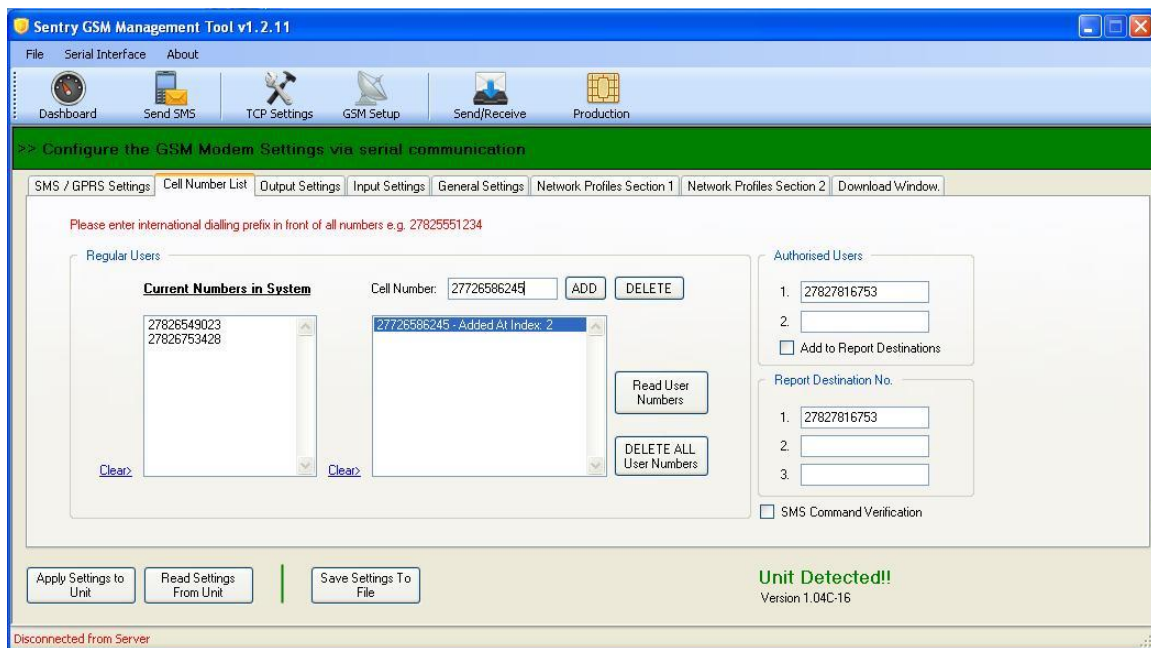 Sentry GSM Management Tool v1.2.11
File Serial Interface About
Dashboard Send SMS TCP Settings GSM Setup Send/Receive Production
>> Configure the GSM Modem Settings via serial communication
SMS / GPRS Settings Cell Number List Output Settings Input Settings General Settings Network Profiles Section 1 Network Profiles Section 2 Download Window.
Please enter international dialling prefix in front of all numbers e.g. 27825551234
Regular Users
Current Numbers in System
Cell Number: 27726586245 ADD DELETE
27826549023
27826753428
Clear>
27726586245 - Added At Index: 2
Clear>
Read User
Numbers
DELETE ALL
User Numbers
Authorised Users
1. 27827816753
2.
Add to Report Destinations
Report Destination No.
1. 27827816753
2.
3.
SMS Command Verification
Apply Settings to
Unit
Read Settings
From Unit
Save Settings To
File
Unit Detected!!
Version 1.04C-16
Disconnected from Server